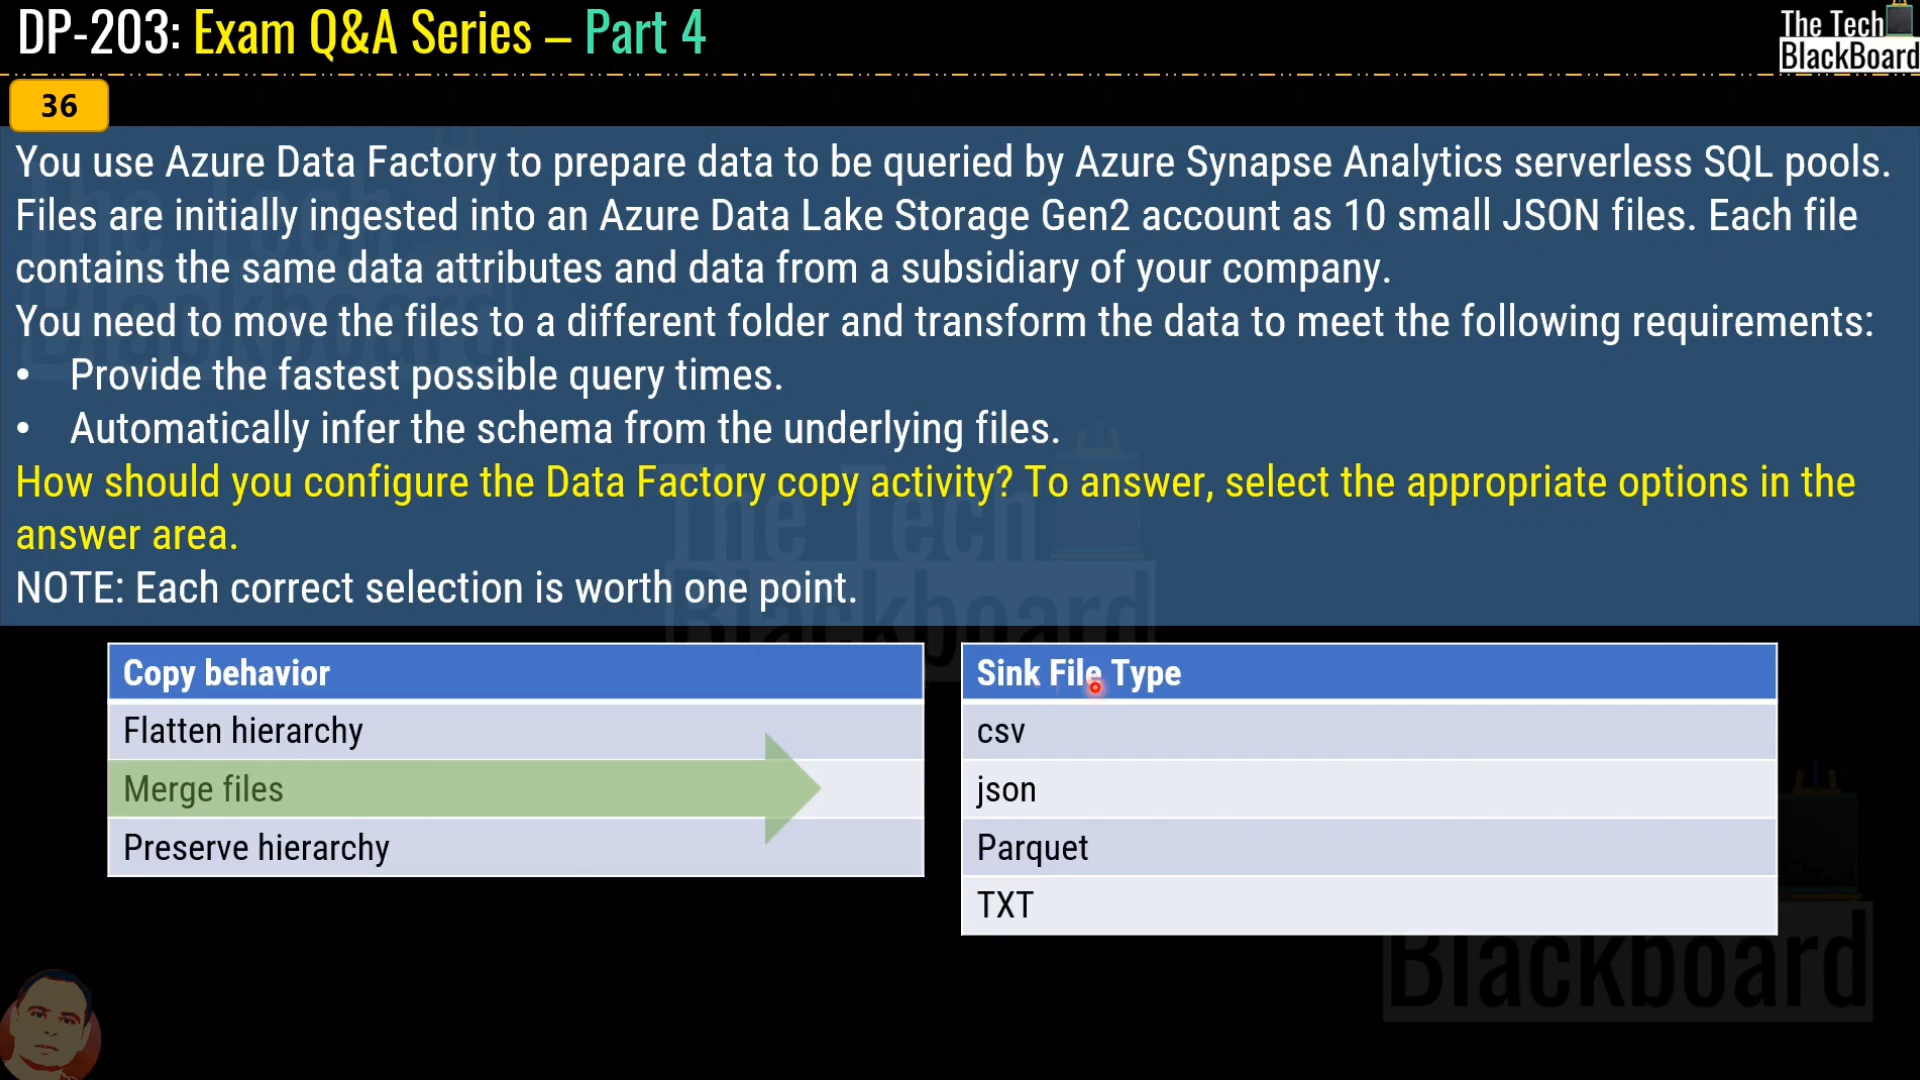 DP-203: Exam Q&A Series – Part 4
The Tech
BlackBoard
36
You use Azure Data Factory to prepare data to be queried by Azure Synapse Analytics serverless SQL pools.
Files are initially ingested into an Azure Data Lake Storage Gen2 account as 10 small JSON files. Each file
contains the same data attributes and data from a subsidiary of your company.
You need to move the files to a different folder and transform the data to meet the following requirements:
• Provide the fastest possible query times.
• Automatically infer the schema from the underlying files.
How should you configure the Data Factory copy activity? To answer, select the appropriate options in the
answer area.
NOTE: Each correct selection is worth one point.
Copy behavior
Flatten hierarchy
Merge files
Preserve hierarchy
Sink File Type
csv
json
Parquet
TXT
The Tech
Blackboard
Blackboard